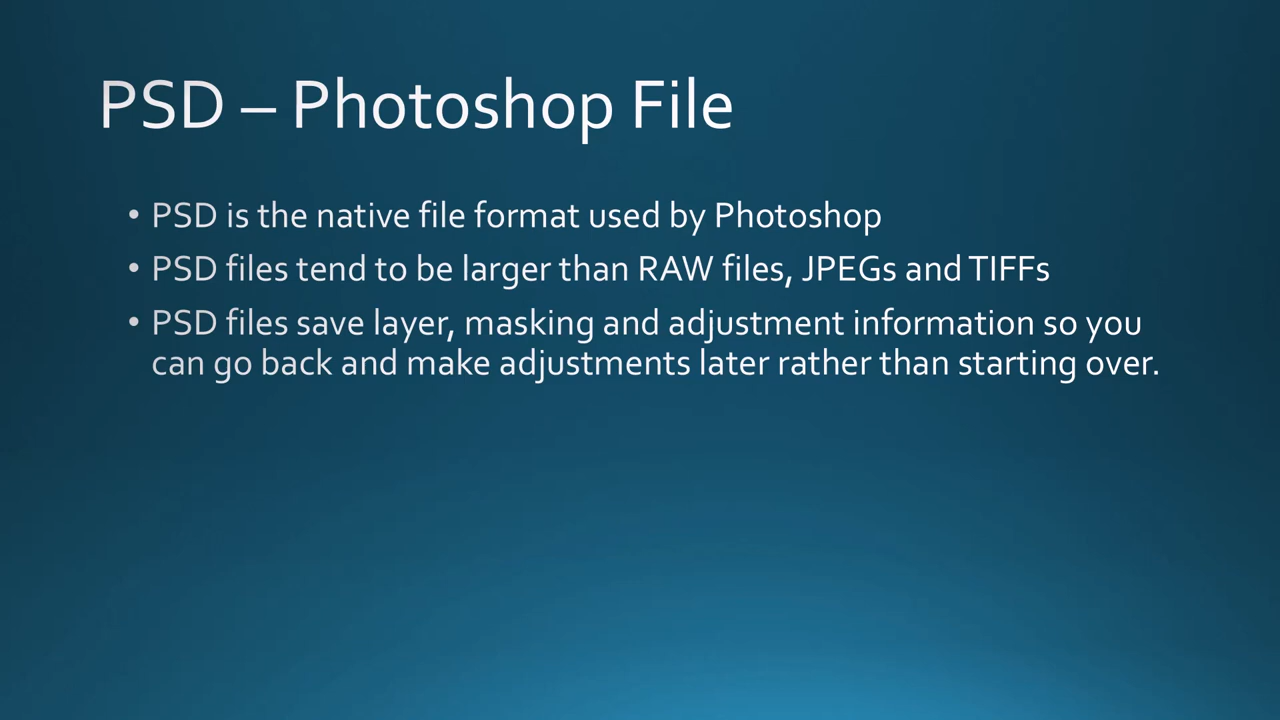 PSD – Photoshop File
• PSD is the native file format used by Photoshop
• PSD files tend to be larger than RAW files, JPEGs and TIFFs
• PSD files save layer, masking and adjustment information so you
can go back and make adjustments later rather than starting over.